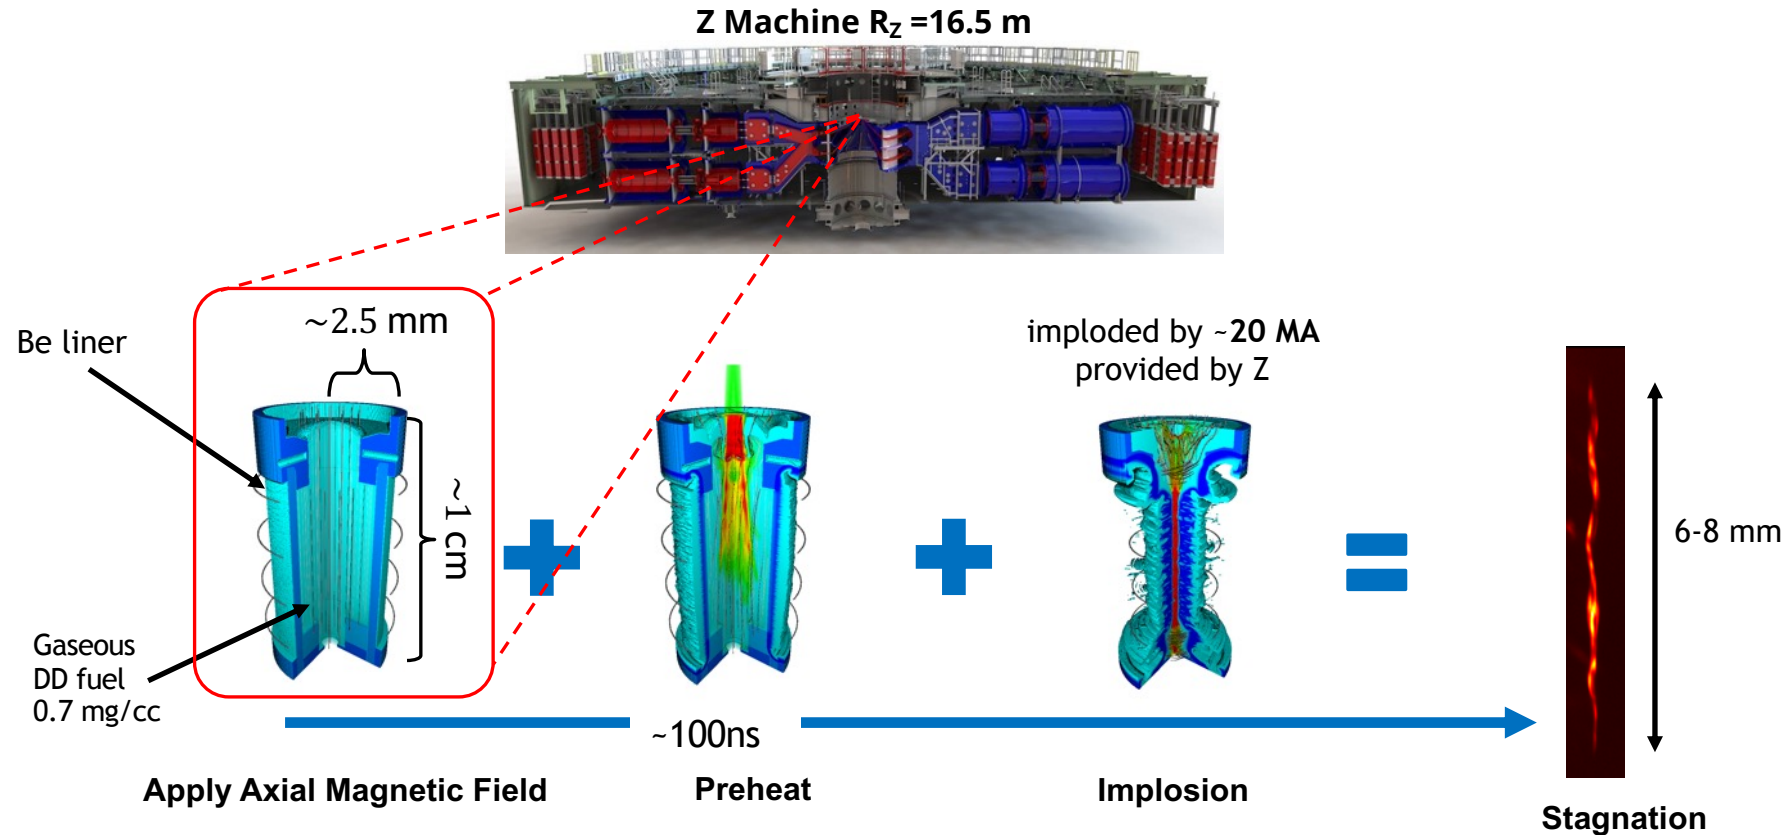 Z Machine R_Z =16.5 m
~2.5 mm
Be liner
~1 cm
Gaseous
DD fuel
0.7 mg/cc
imploded by ~20 MA
provided by Z
6-8 mm
~100ns
Apply Axial Magnetic Field
Preheat
Implosion
Stagnation